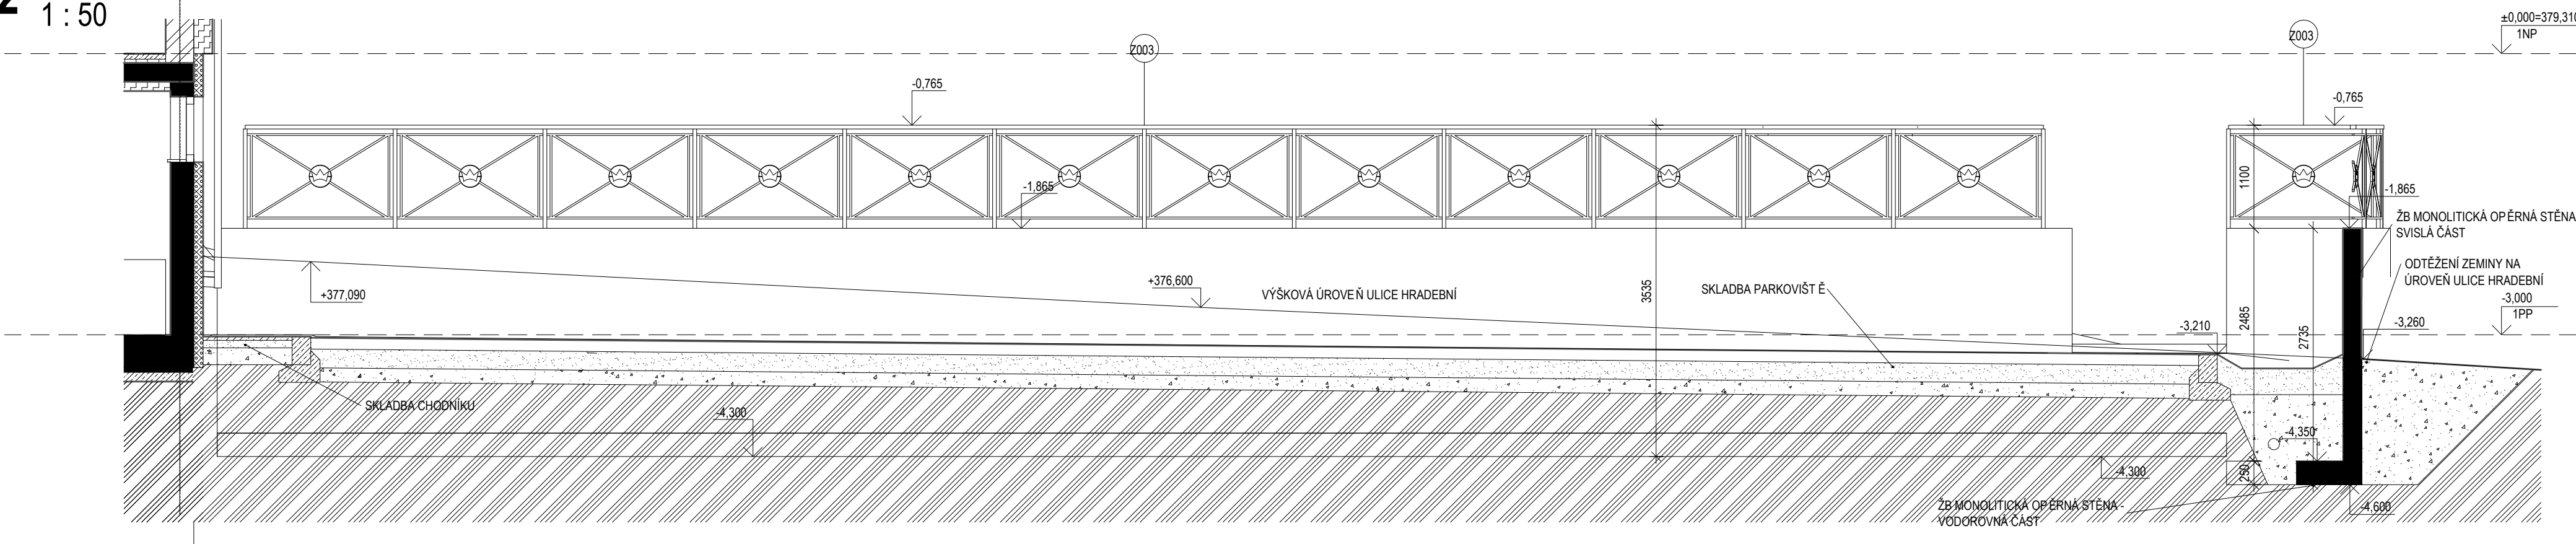 1 : 50
±0,000=379,310
1NP
Z003
Z003
-0,765
-0,765
1100
-1,865
-1,865
ŽB MONOLITICKÁ OPĚRNÁ STĚNA
SVISLÁ ČÁST
ODTĚŽENÍ ZEMINY NA
ÚROVEŇ ULICE HRADEBNÍ
+377,090
+376,600
VÝŠKOVÁ ÚROVEŇ ULICE HRADEBNÍ
3535
SKLADBA PARKOVIŠTĚ
2485
2735
-3,000
1PP
-3,210
-3,260
SKLADBA CHODNÍKU
-4,300
-4,350
-4,300
250
ŽB MONOLITICKÁ OPĚRNÁ STĚNA -
VODOROVNÁ ČÁST
-4,600